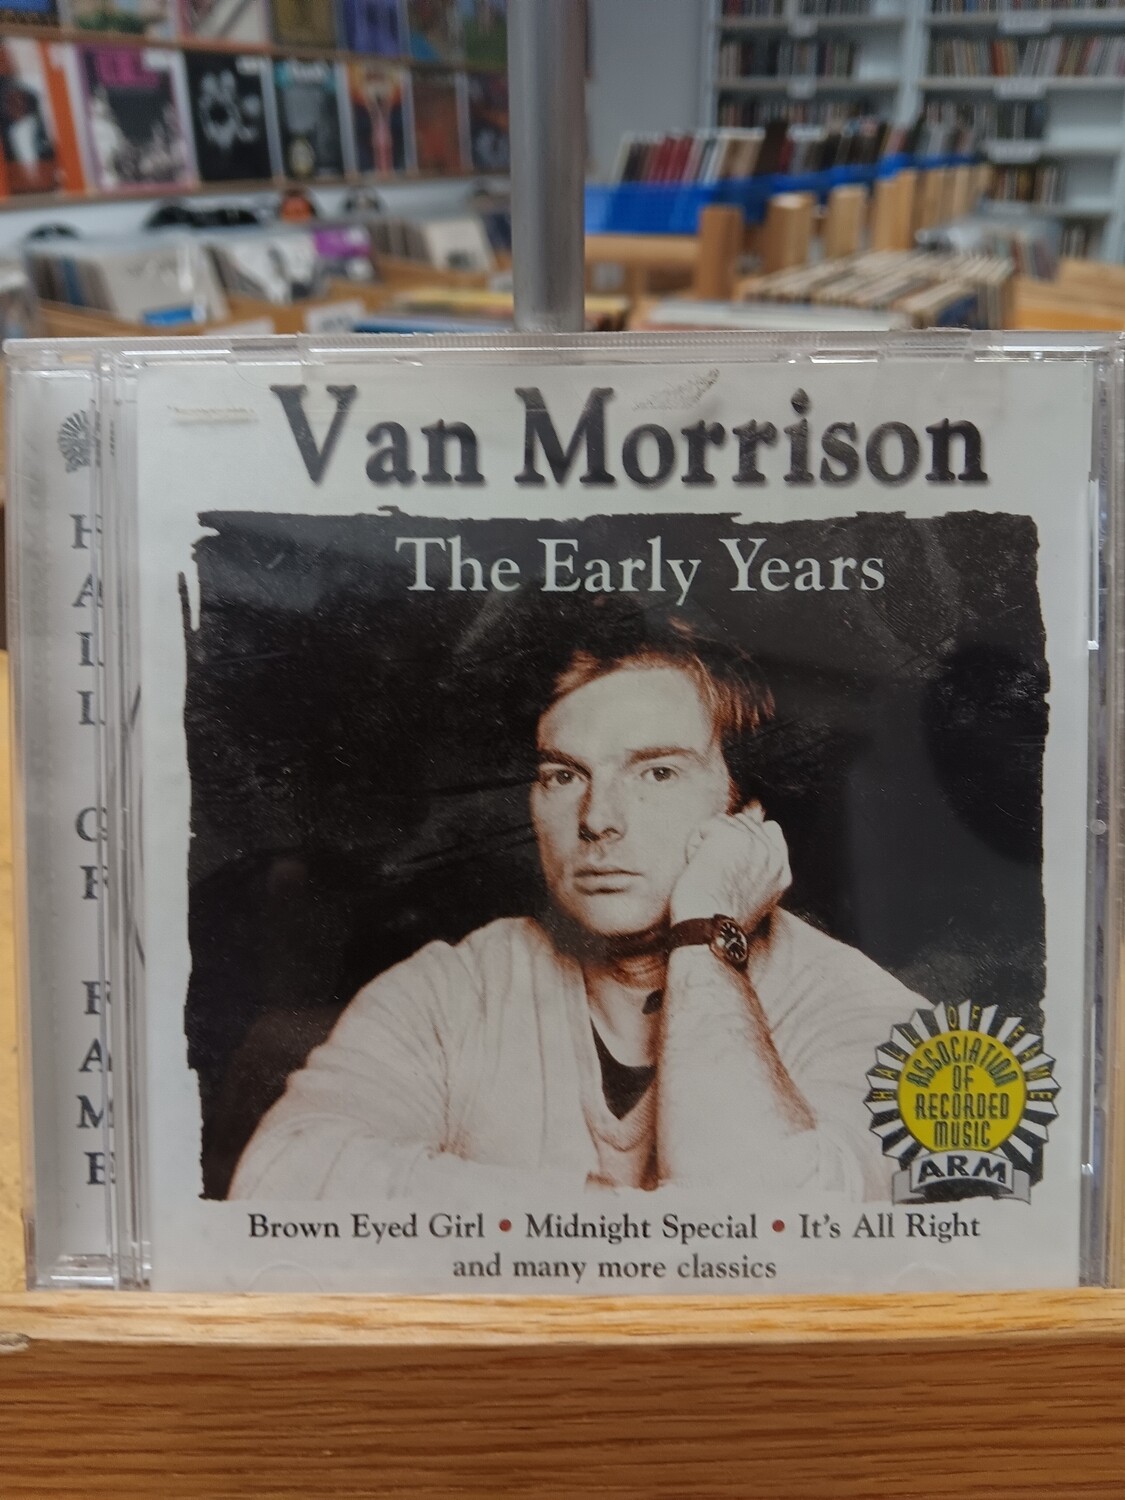 Van Morrison
The Early Years
HALL OF FAME
HALL OF FAME
ASSOCIATION
OF
RECORDED
MUSIC
ARM
Brown Eyed Girl • Midnight Special • It's All Right
and many more classics